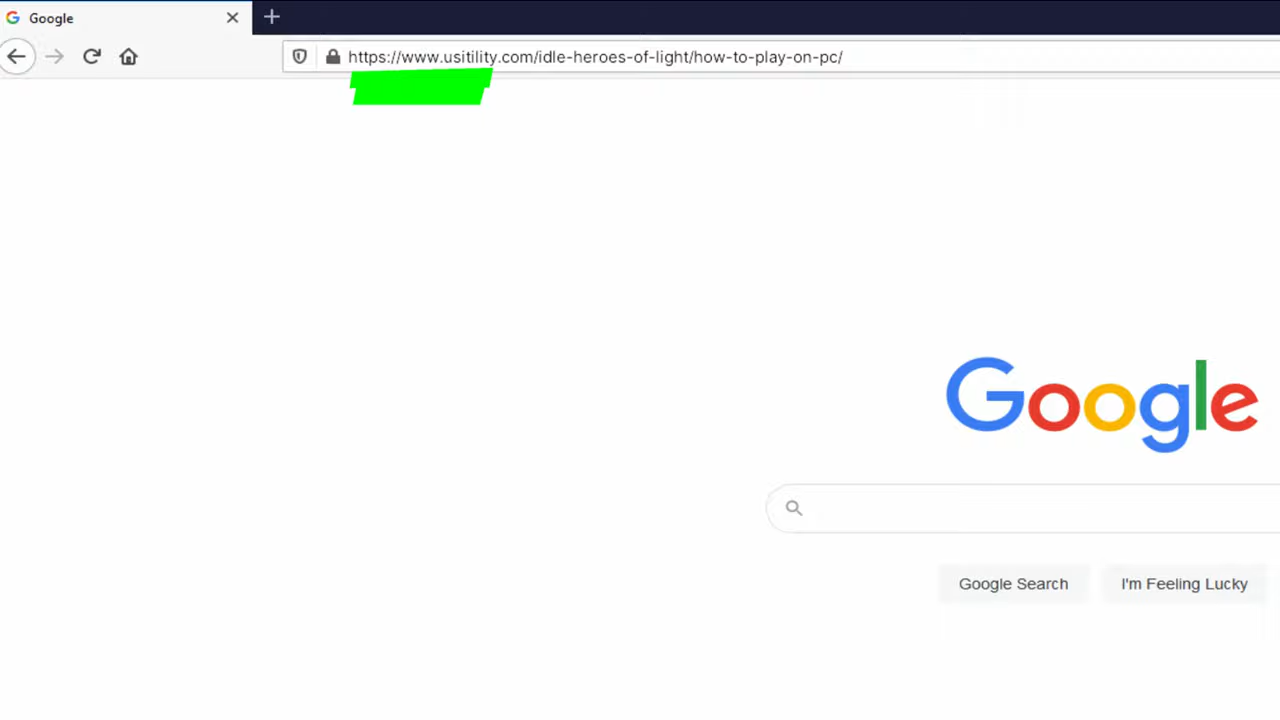 Google
https://www.usitility.com/idle-heroes-of-light/how-to-play-on-pc/
Google
Google Search
I'm Feeling Lucky